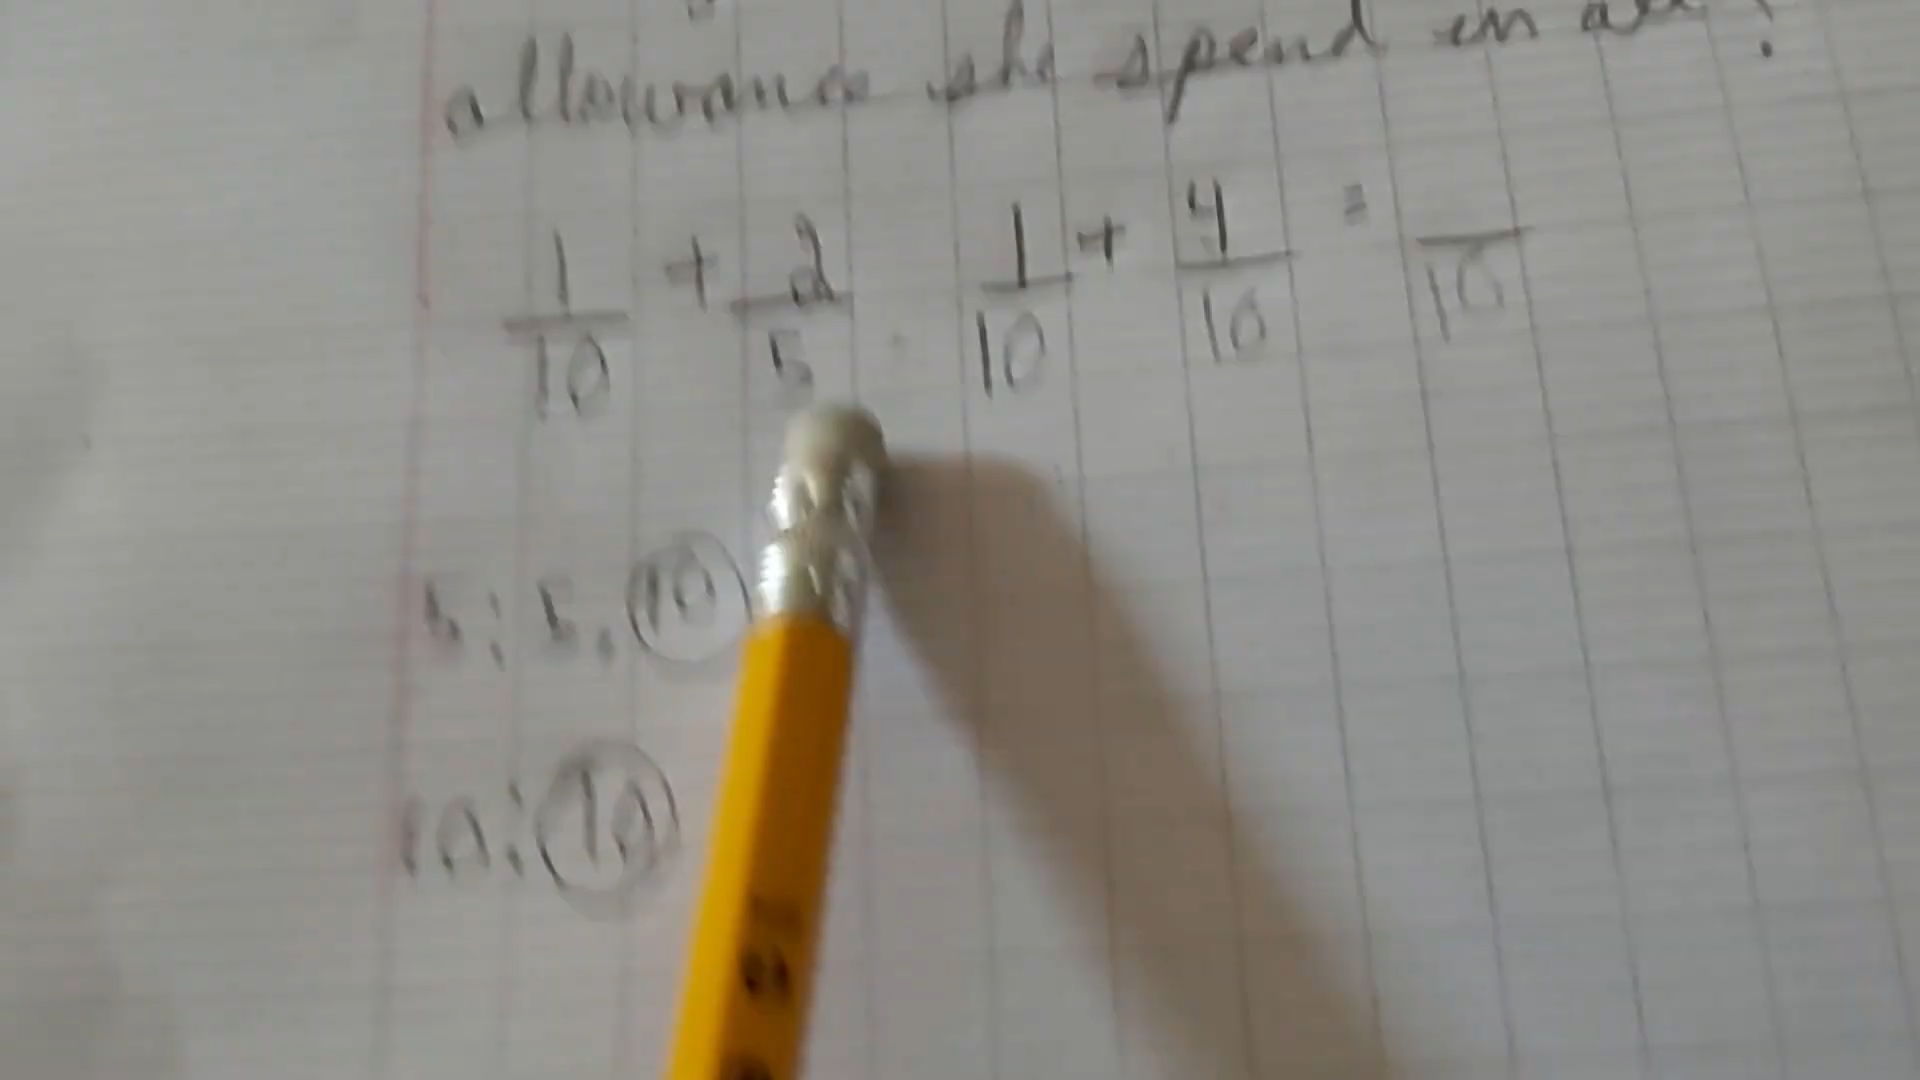 allowance she spend in all?
1/10 + 2/5 1/10 + 4/10 = /10
5: 5, 10
10: 10